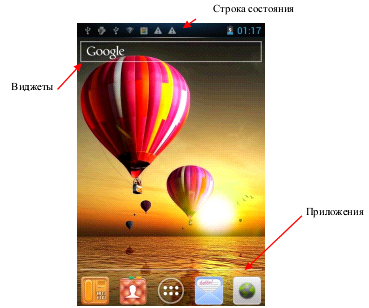 Строка состояния
01:17
Google
Виджеты
Приложения